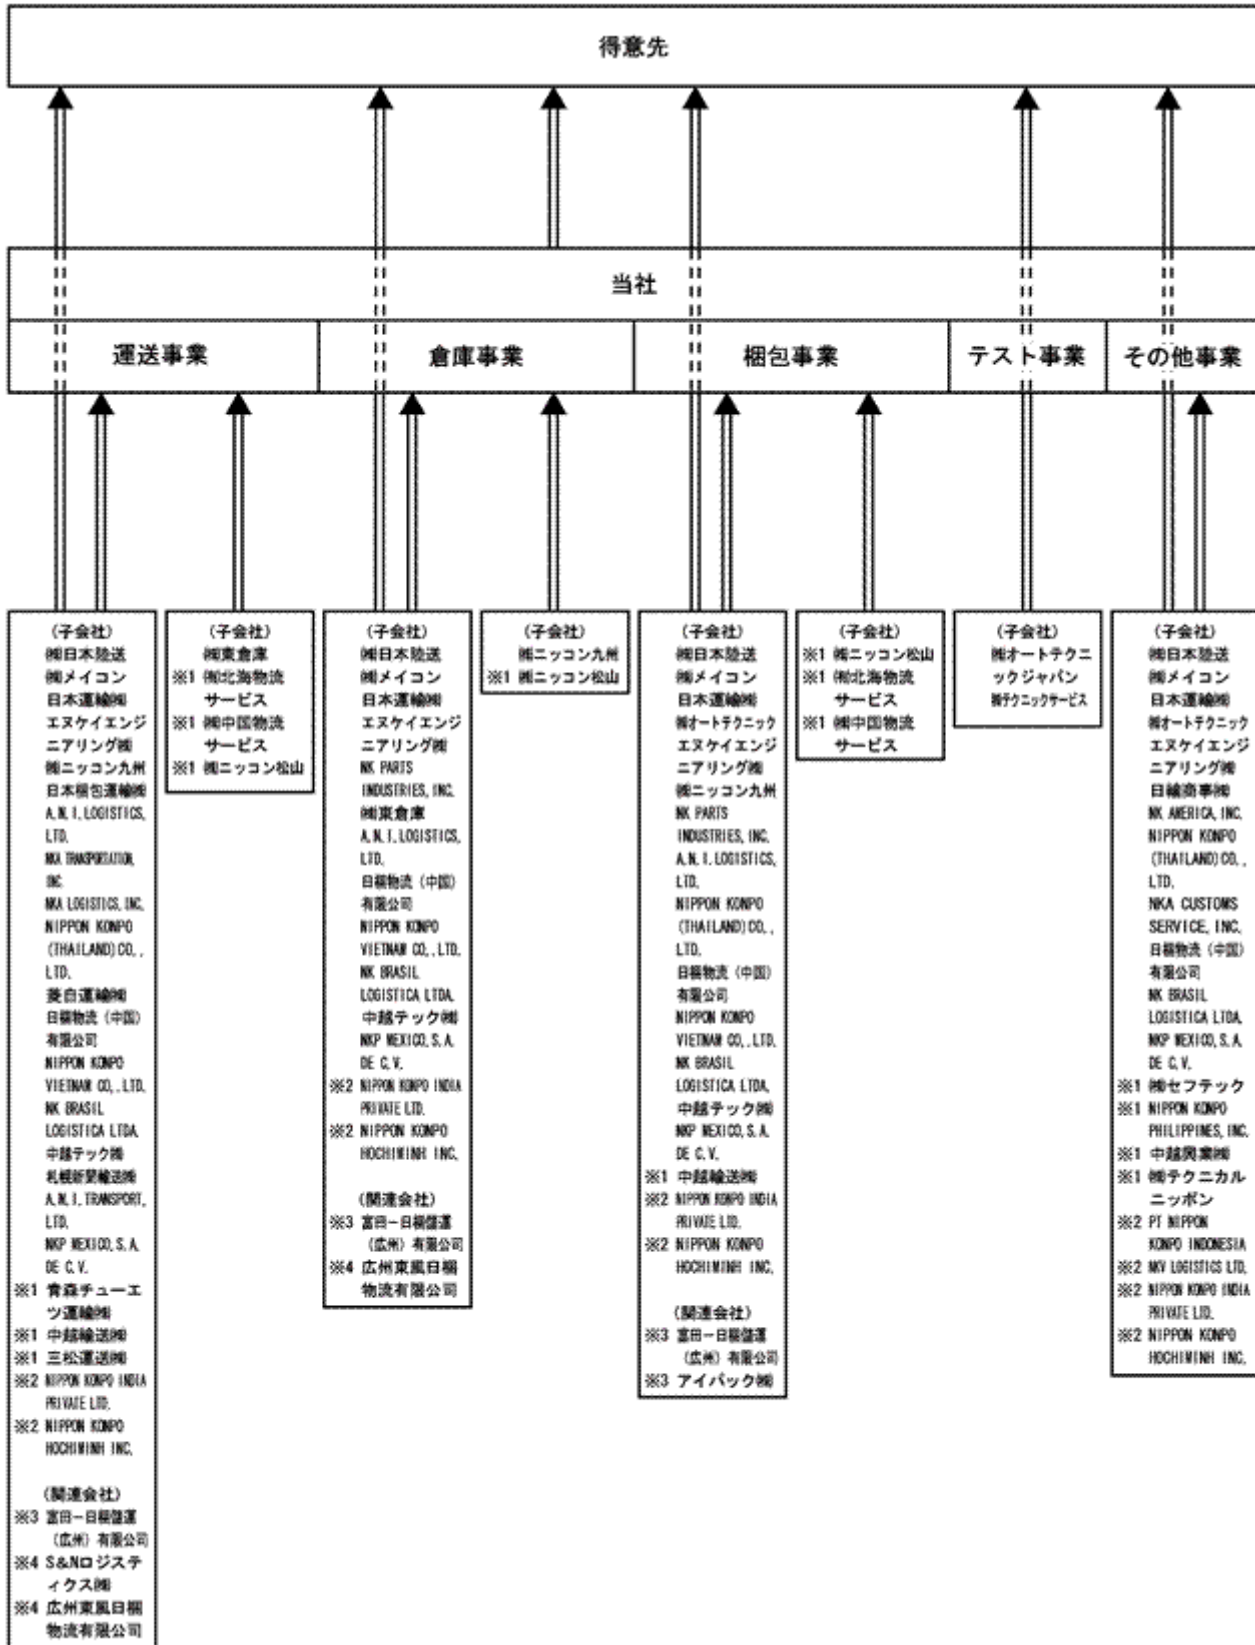 得意先
当社
運送事業
倉庫事業
梱包事業
テスト事業
その他事業
(子会社)
㈱日本陸送
㈱メイコン
日本運輸㈱
エヌケイエンジ
ニアリング㈱
㈱ニッコン九州
日本梱包運輸㈱
A.N.I.LOGISTICS,
LTD.
NKA TRANSPORTATION,
INC.
NKA LOGISTICS, INC.
NIPPON KONPO
(THAILAND)CO.,
LTD.
菱自運輸㈱
日梱物流（中国）
有限公司
NIPPON KONPO
VIETNAM CO.,LTD.
NK BRASIL
LOGISTICA LTDA.
中越テック㈱
札幌新聞輸送㈱
A.N.I.TRANSPORT,
LTD.
NKP MEXICO,S.A.
DE C.V.
※1 青森チューエ
ツ運輸㈱
※1 中越輸送㈱
※1 三松運送㈱
※2 NIPPON KONPO INDIA
PRIVATE LTD.
※2 NIPPON KONPO
HOCHIMINH INC.
(関連会社)
※3 富田－日梱儲運
（広州）有限公司
※4 S&Nロジステ
ィクス㈱
※4 広州東風日梱
物流有限公司
(子会社)
㈱東倉庫
※1 ㈲北海物流
サービス
※1 ㈱中国物流
サービス
※1 ㈱ニッコン松山
(子会社)
㈱日本陸送
㈱メイコン
日本運輸㈱
エヌケイエンジ
ニアリング㈱
NK PARTS
INDUSTRIES, INC.
㈱東倉庫
A.N.I.LOGISTICS,
LTD.
日梱物流（中国）
有限公司
NIPPON KONPO
VIETNAM CO.,LTD.
NK BRASIL
LOGISTICA LTDA.
中越テック㈱
NKP MEXICO,S.A.
DE C.V.
※2 NIPPON KONPO INDIA
PRIVATE LTD.
※2 NIPPON KONPO
HOCHIMINH INC.
(関連会社)
※3 富田－日梱儲運
（広州）有限公司
※4 広州東風日梱
物流有限公司
(子会社)
㈱ニッコン九州
※1 ㈱ニッコン松山
(子会社)
㈱日本陸送
㈱メイコン
日本運輸㈱
㈱オートテクニック
エヌケイエンジ
ニアリング㈱
㈱ニッコン九州
NK PARTS
INDUSTRIES, INC.
A.N.I.LOGISTICS,
LTD.
NIPPON KONPO
(THAILAND)CO.,
LTD.
日梱物流（中国）
有限公司
NIPPON KONPO
VIETNAM CO.,LTD.
NK BRASIL
LOGISTICA LTDA.
中越テック㈱
NKP MEXICO,S.A.
DE C.V.
※1 中越輸送㈱
※2 NIPPON KONPO INDIA
PRIVATE LTD.
※2 NIPPON KONPO
HOCHIMINH INC.
(関連会社)
※3 富田－日梱儲運
（広州）有限公司
※3 アイパック㈱
(子会社)
※1 ㈱ニッコン松山
※1 ㈲北海物流
サービス
※1 ㈱中国物流
サービス
(子会社)
㈱オートテクニ
ックジャパン
㈱テクニックサービス
(子会社)
㈱日本陸送
㈱メイコン
日本運輸㈱
㈱オートテクニック
エヌケイエンジ
ニアリング㈱
日輸商事㈱
NK AMERICA, INC.
NIPPON KONPO
(THAILAND)CO.,
LTD.
NKA CUSTOMS
SERVICE, INC.
日梱物流（中国）
有限公司
NK BRASIL
LOGISTICA LTDA.
NKP MEXICO,S.A.
DE C.V.
※1 ㈱セフテック
※1 NIPPON KONPO
PHILIPPINES, INC.
※1 中越興業㈱
※1 ㈱テクニカル
ニッポン
※2 PT NIPPON
KONPO INDONESIA
※2 NKV LOGISTICS LTD.
※2 NIPPON KONPO INDIA
PRIVATE LTD.
※2 NIPPON KONPO
HOCHIMINH INC.